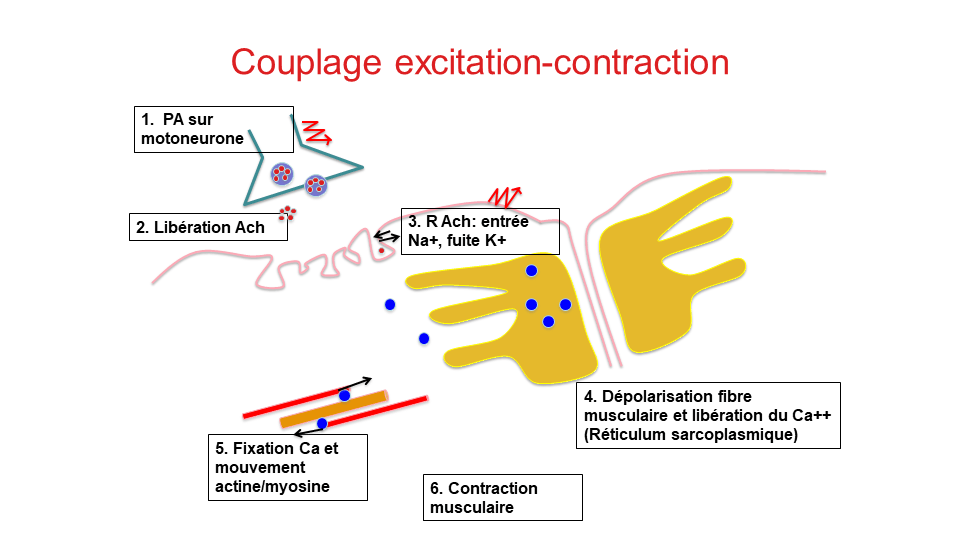 Couplage excitation-contraction
1. PA sur
motoneurone
2. Libération Ach
3. R Ach: entrée
Na+, fuite K+
4. Dépolarisation fibre
musculaire et libération du Ca++
(Réticulum sarcoplasmique)
5. Fixation Ca et
mouvement
actine/myosine
6. Contraction
musculaire